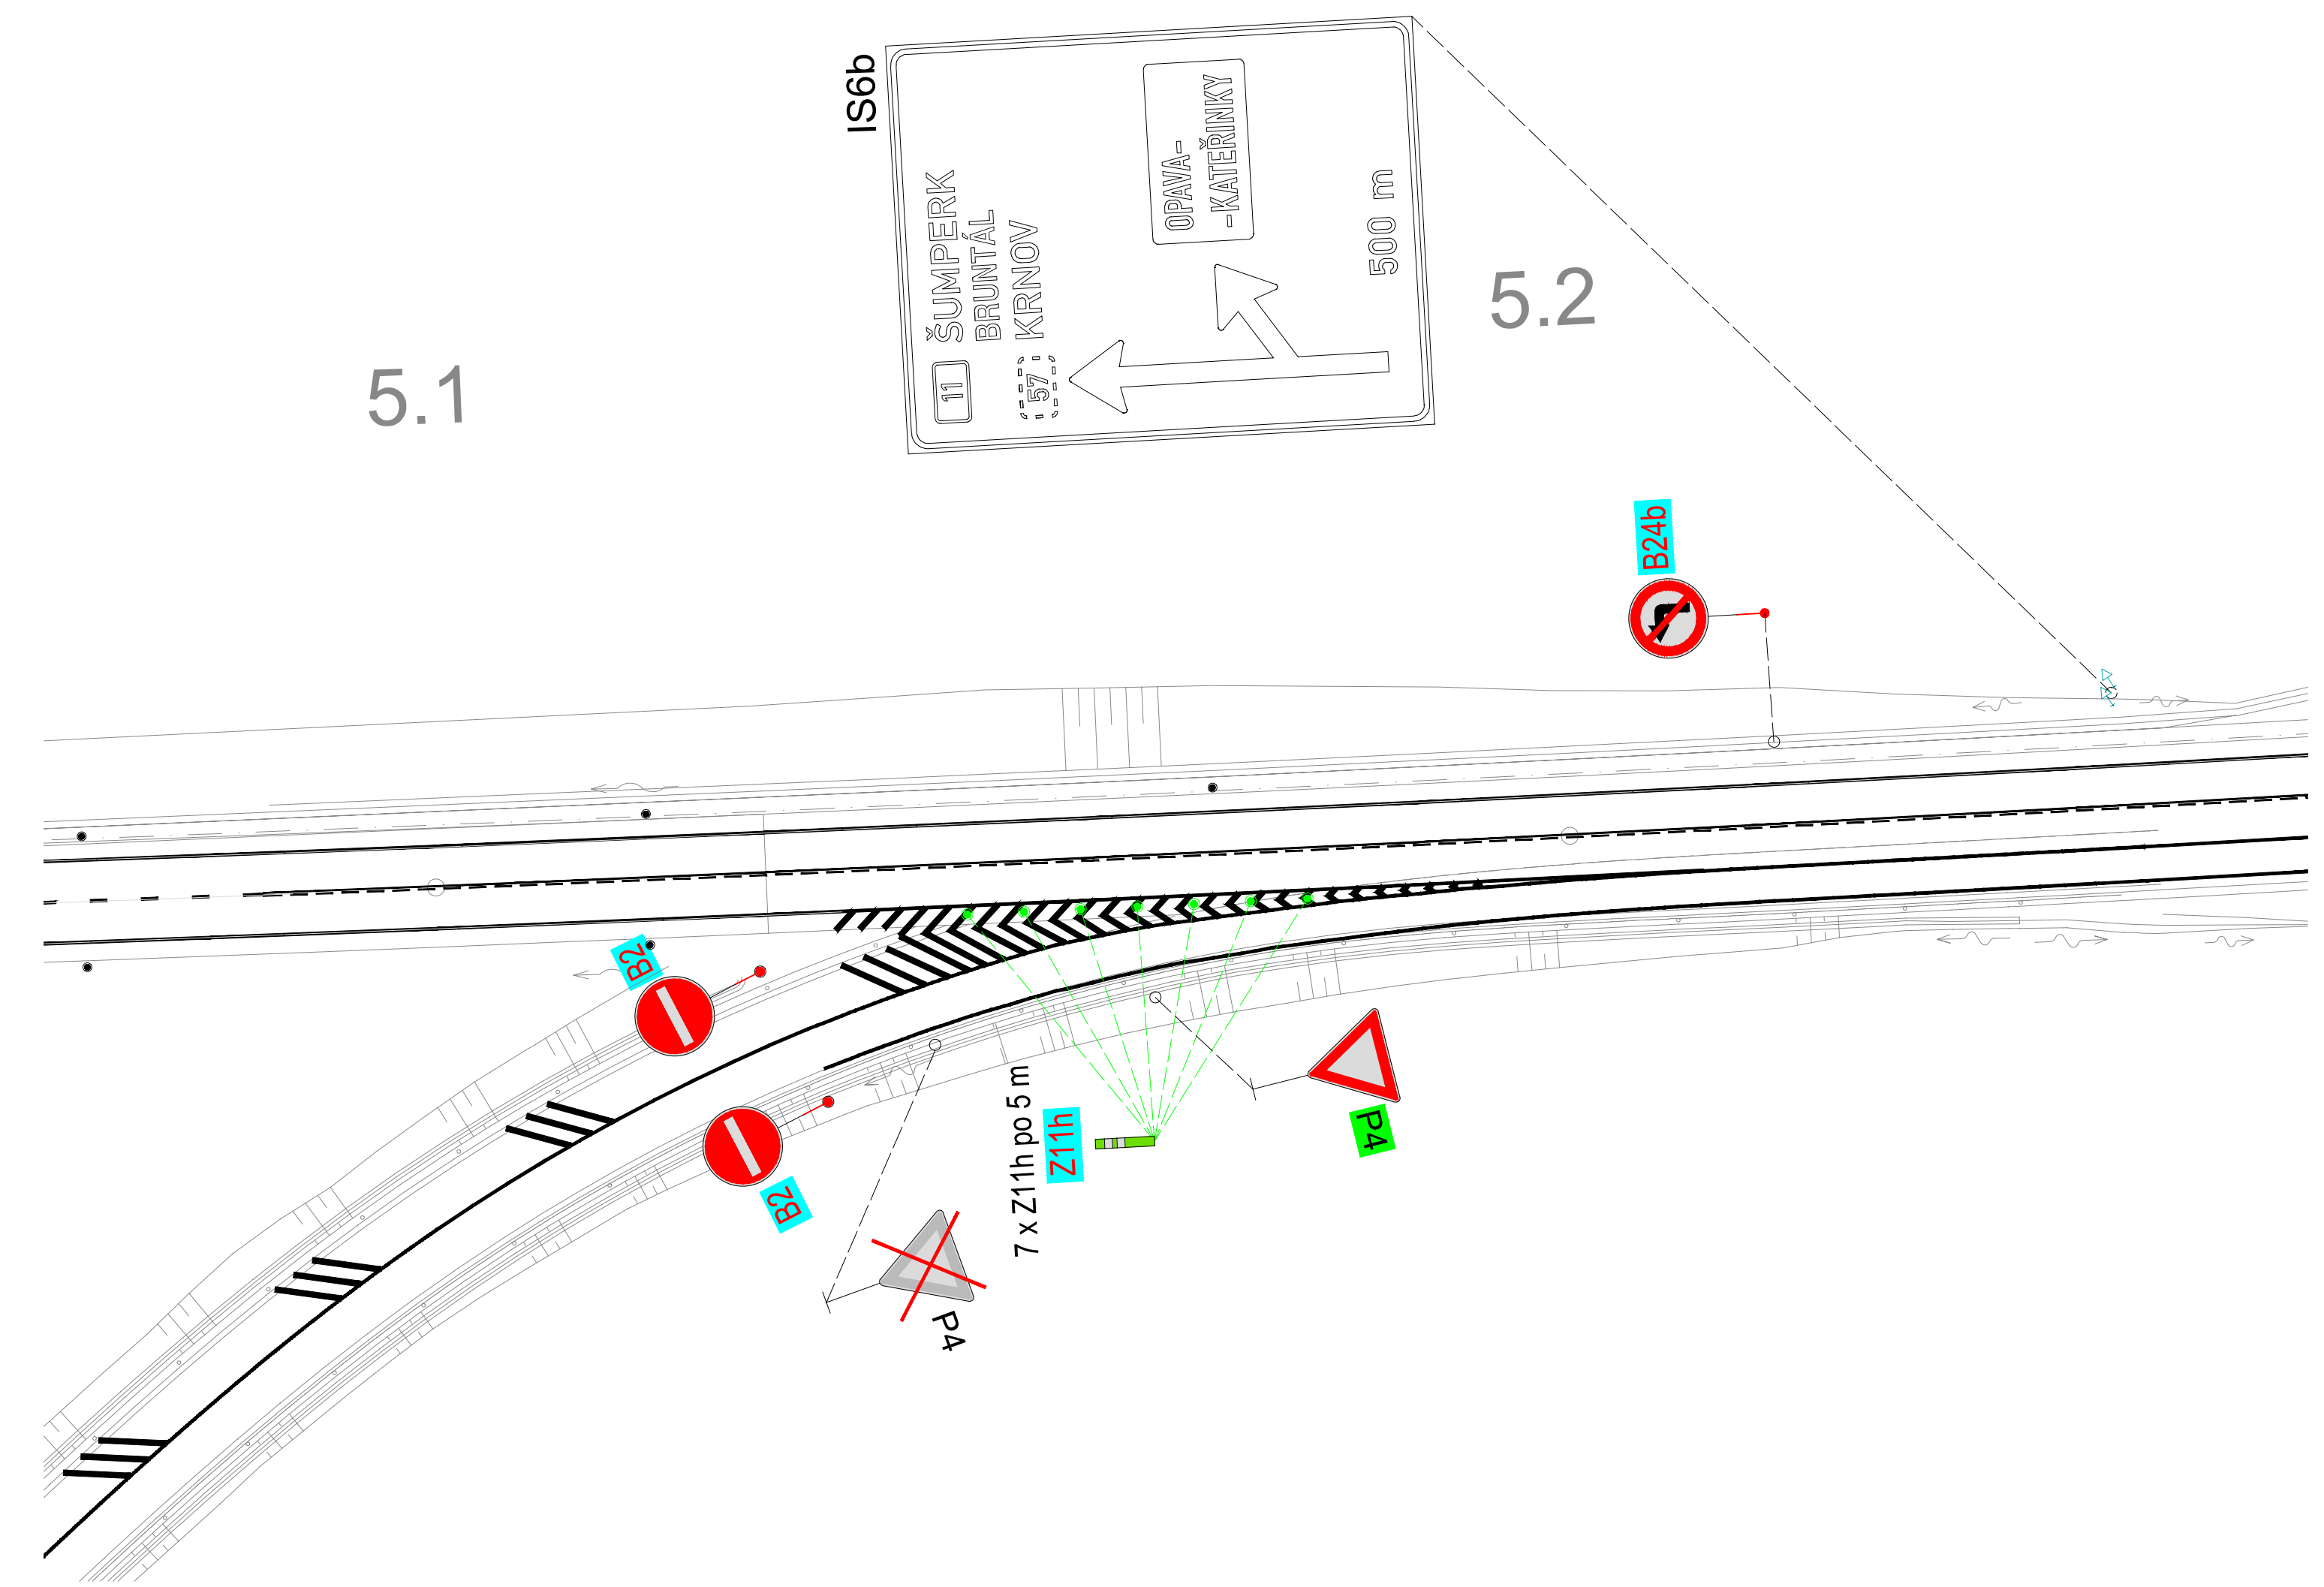 IS6b
11 ŠUMPERK
BRUNTÁL
57 KRNOV
OPAVA-
-KATEŘINKY
500 m
5.1
5.2
B24b
B2
B2
7 x Z11h po 5 m
Z11h
P4
P4